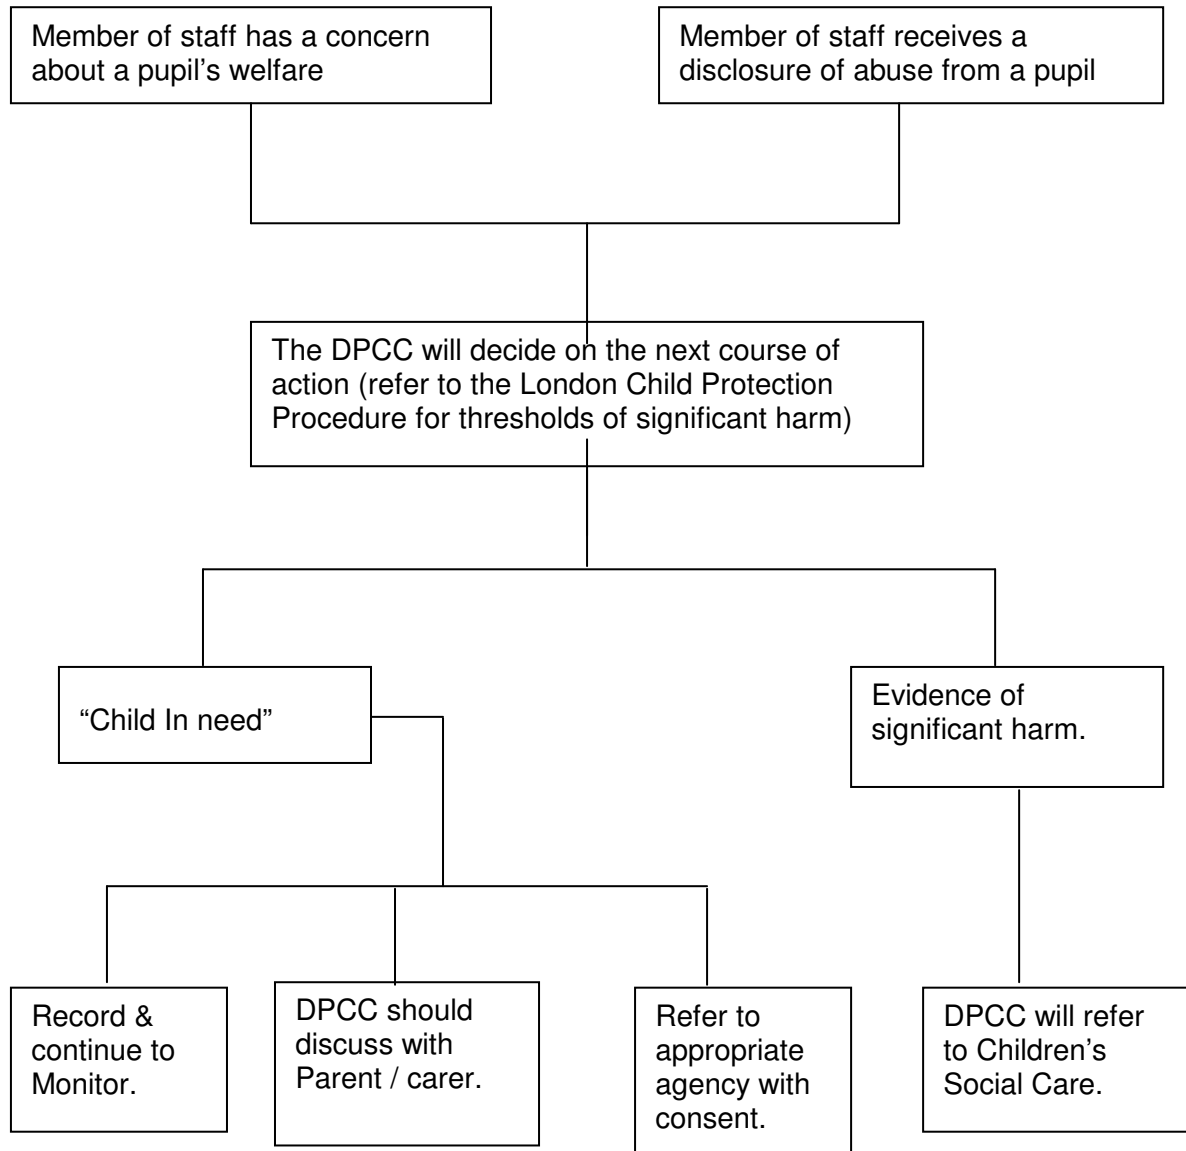 Member of staff has a concern
about a pupil's welfare
Member of staff receives a
disclosure of abuse from a pupil
The DPCC will decide on the next course of
action (refer to the London Child Protection
Procedure for thresholds of significant harm)
“Child In need”
Evidence of
significant harm.
Record &
continue to
Monitor.
DPCC should
discuss with
Parent / carer.
Refer to
appropriate
agency with
consent.
DPCC will refer
to Children's
Social Care.